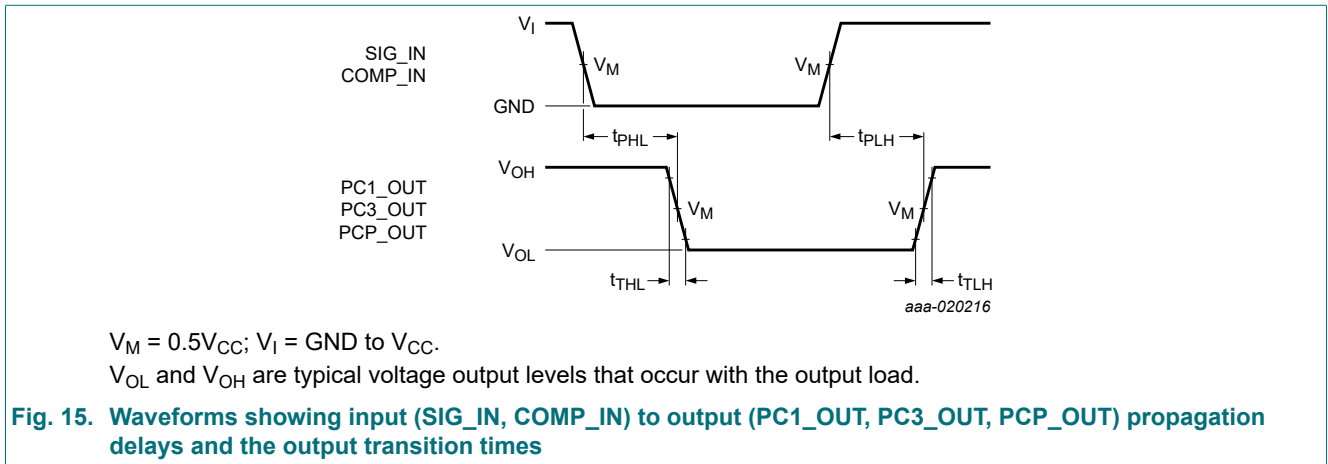 V_I
SIG_IN
COMP_IN
V_M
V_M
GND
t_PHL
t_PLH
V_OH
PC1_OUT
PC3_OUT
PCP_OUT
V_M
V_M
V_OL
t_THL
t_TLH
aaa-020216
V_M = 0.5V_CC; V_I = GND to V_CC.
V_OL and V_OH are typical voltage output levels that occur with the output load.
Fig. 15. Waveforms showing input (SIG_IN, COMP_IN) to output (PC1_OUT, PC3_OUT, PCP_OUT) propagation
delays and the output transition times